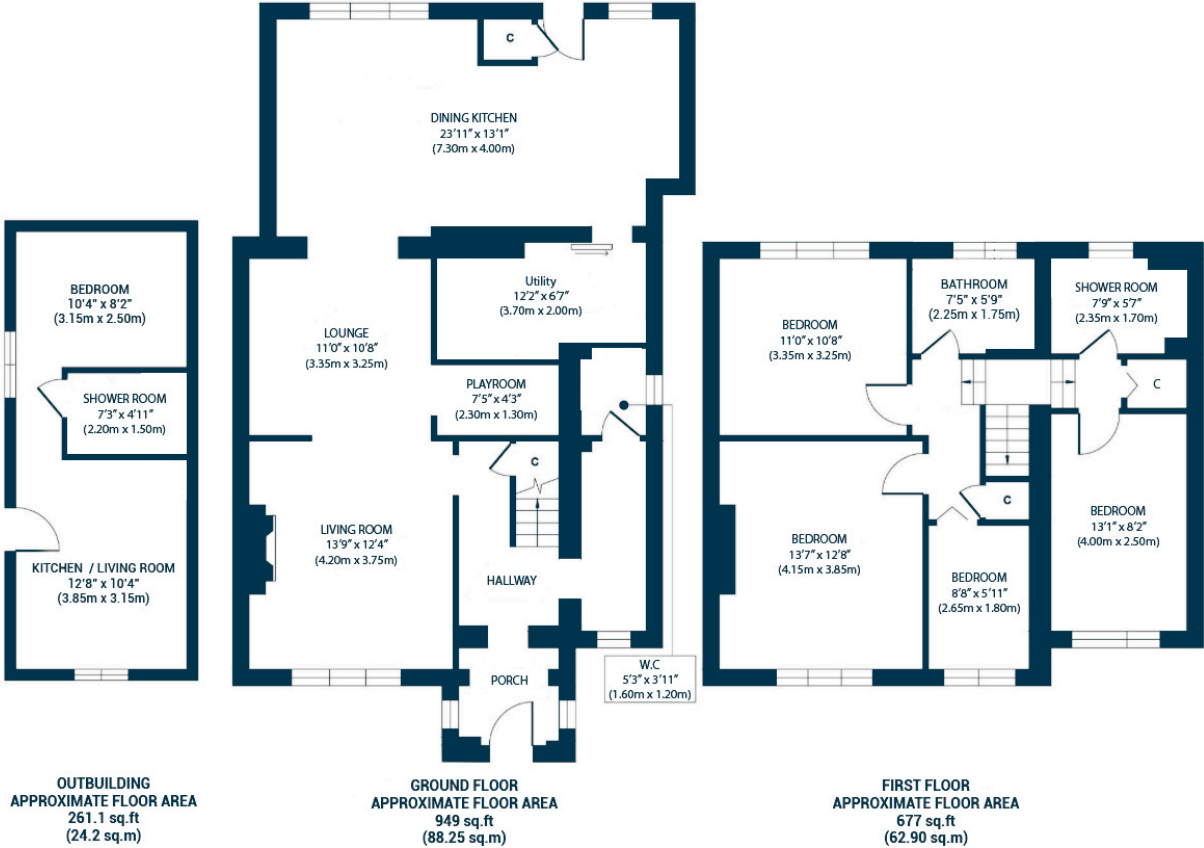 BEDROOM
10'4" x 8'2"
(3.15m x 2.50m)
SHOWER ROOM
7'3" x 4'11"
(2.20m x 1.50m)
KITCHEN / LIVING ROOM
12'8" x 10'4"
(3.85m x 3.15m)
OUTBUILDING
APPROXIMATE FLOOR AREA
261.1 sq.ft
(24.2 sq.m)
C
DINING KITCHEN
23'11" x 13'1"
(7.30m x 4.00m)
Utility
12'2" x 6'7"
(3.70m x 2.00m)
LOUNGE
11'0" x 10'8"
(3.35m x 3.25m)
PLAYROOM
7'5" x 4'3"
(2.30m x 1.30m)
C
LIVING ROOM
13'9" x 12'4"
(4.20m x 3.75m)
HALLWAY
PORCH
W.C
5'3" x 3'11"
(1.60m x 1.20m)
GROUND FLOOR
APPROXIMATE FLOOR AREA
949 sq.ft
(88.25 sq.m)
BEDROOM
11'0" x 10'8"
(3.35m x 3.25m)
BATHROOM
7'5" x 5'9"
(2.25m x 1.75m)
SHOWER ROOM
7'9" x 5'7"
(2.35m x 1.70m)
C
C
BEDROOM
13'7" x 12'8"
(4.15m x 3.85m)
BEDROOM
8'8" x 5'11"
(2.65m x 1.80m)
BEDROOM
13'1" x 8'2"
(4.00m x 2.50m)
FIRST FLOOR
APPROXIMATE FLOOR AREA
677 sq.ft
(62.90 sq.m)